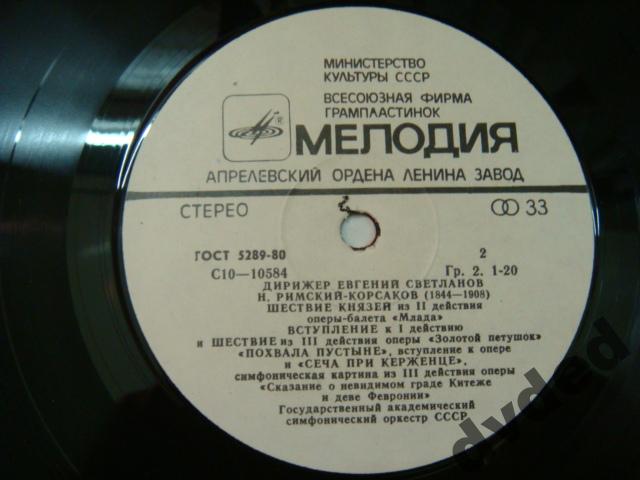 МИНИСТЕРСТВО
КУЛЬТУРЫ СССР
ВСЕСОЮЗНАЯ ФИРМА
ГРАМПЛАСТИНОК
МЕЛОДИЯ
АПРЕЛЕВСКИЙ ОРДЕНА ЛЕНИНА ЗАВОД
СТЕРЕО 33
ГОСТ 5289-80 2
С10—10584 Гр. 2. 1-20
ДИРИЖЕР ЕВГЕНИЙ СВЕТЛАНОВ
Н. РИМСКИЙ-КОРСАКОВ (1844—1908)
ШЕСТВИЕ КНЯЗЕЙ из II действия
оперы-балета «Млада»
ВСТУПЛЕНИЕ к I действию
и ШЕСТВИЕ из III действия оперы «Золотой петушок»
«ПОХВАЛА ПУСТЫНЕ», вступление к опере
и «СЕЧА ПРИ КЕРЖЕНЦЕ»,
симфоническая картина из III действия оперы
«Сказание о невидимом граде Китеже
и деве Февронии»
Государственный академический
симфонический оркестр СССР
dyded